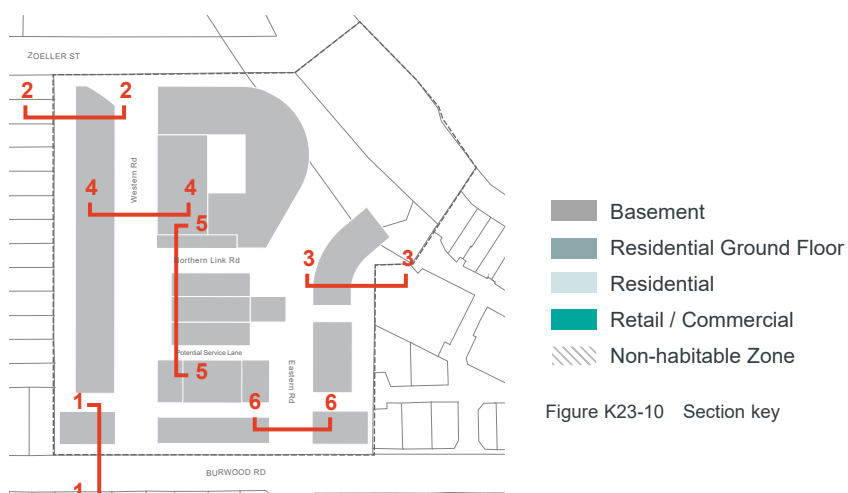 ZOELLER ST
2 2
Western Rd
4 4
5
Northern Link Rd
3 3
Potential Service Lane
5
Eastern Rd
1
6 6
BURWOOD RD
1
Basement
Residential Ground Floor
Residential
Retail / Commercial
Non-habitable Zone
Figure K23-10 Section key